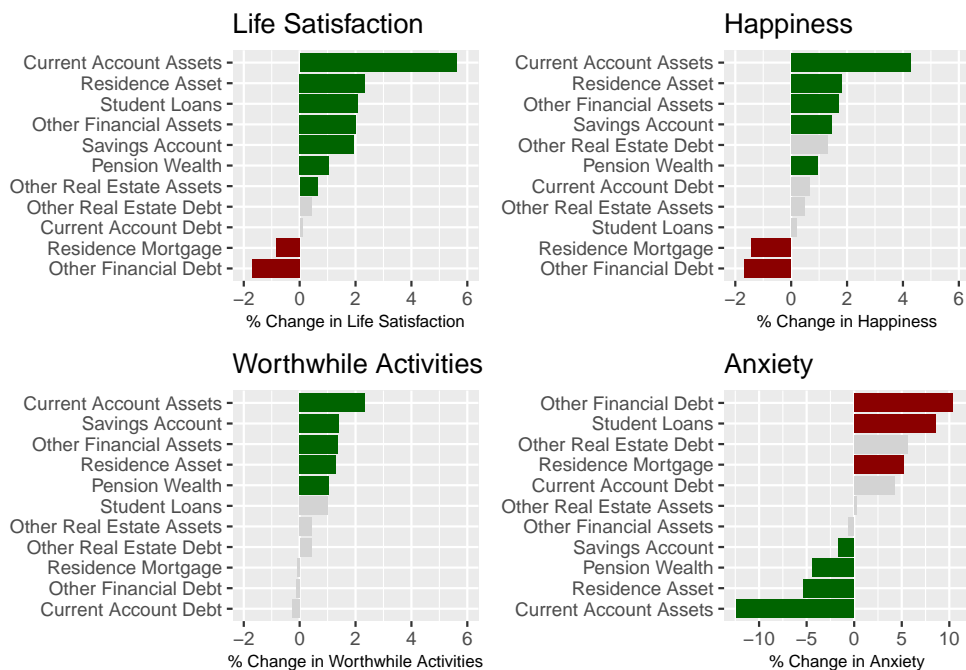 Life Satisfaction
Current Account Assets
Residence Asset
Student Loans
Other Financial Assets
Savings Account
Pension Wealth
Other Real Estate Assets
Other Real Estate Debt
Current Account Debt
Residence Mortgage
Other Financial Debt
−2 0 2 4 6
% Change in Life Satisfaction
Happiness
Current Account Assets
Residence Asset
Other Financial Assets
Savings Account
Other Real Estate Debt
Pension Wealth
Current Account Debt
Other Real Estate Assets
Student Loans
Residence Mortgage
Other Financial Debt
−2 0 2 4 6
% Change in Happiness
Worthwhile Activities
Current Account Assets
Savings Account
Other Financial Assets
Residence Asset
Pension Wealth
Student Loans
Other Real Estate Assets
Other Real Estate Debt
Residence Mortgage
Other Financial Debt
Current Account Debt
−2 0 2 4 6
% Change in Worthwhile Activities
Anxiety
Other Financial Debt
Student Loans
Other Real Estate Debt
Residence Mortgage
Current Account Debt
Other Real Estate Assets
Other Financial Assets
Savings Account
Pension Wealth
Residence Asset
Current Account Assets
−10 −5 0 5 10
% Change in Anxiety